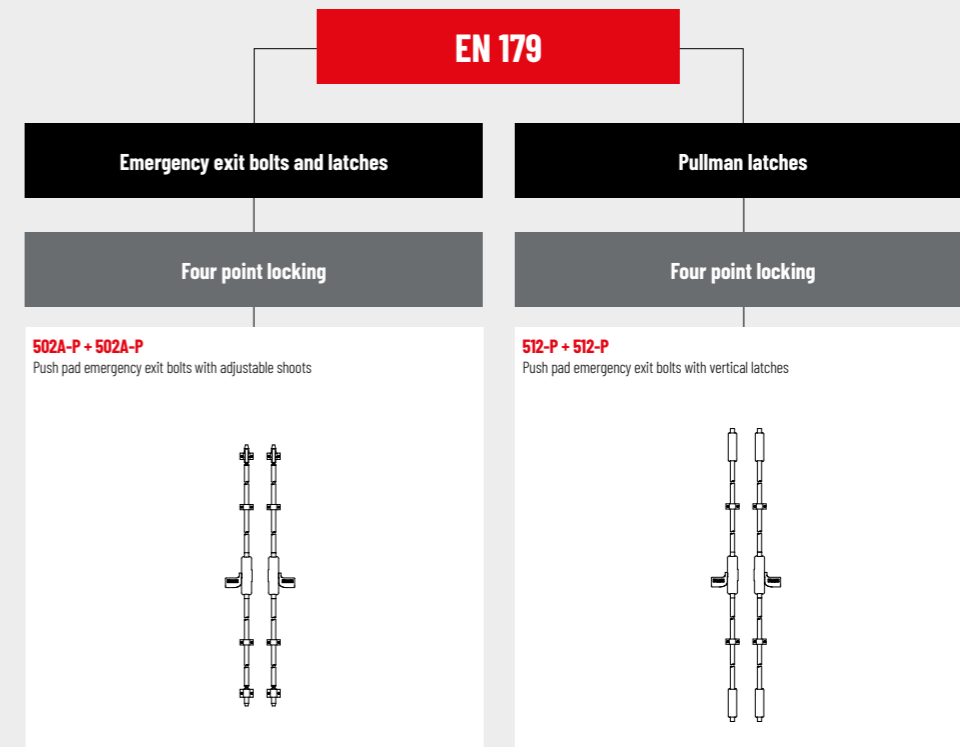 EN 179
Emergency exit bolts and latches
Pullman latches
Four point locking
Four point locking
502A-P + 502A-P
Push pad emergency exit bolts with adjustable shoots
512-P + 512-P
Push pad emergency exit bolts with vertical latches